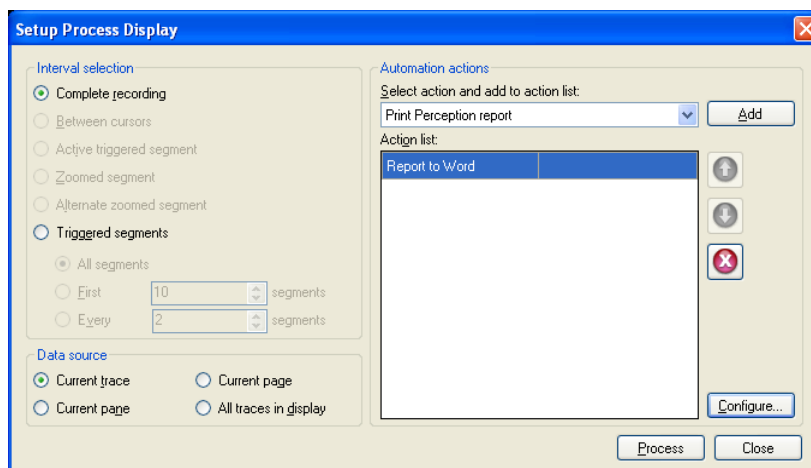 Setup Process Display
Interval selection
Complete recording
Between cursors
Active triggered segment
Zoomed segment
Alternate zoomed segment
Triggered segments
All segments
First 10 segments
Every 2 segments
Data source
Current trace
Current page
Current pane
All traces in display
Automation actions
Select action and add to action list:
Print Perception report
Add
Action list:
Report to Word
Configure...
Process
Close